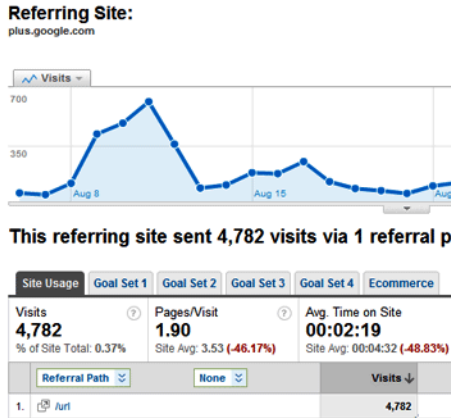 Referring Site:
plus.google.com
Visits
700
350
Aug 8
Aug 15
Aug
This referring site sent 4,782 visits via 1 referral p
Site Usage Goal Set 1 Goal Set 2 Goal Set 3 Goal Set 4 Ecommerce
Visits ? Pages/Visit ? Avg. Time on Site
4,782 1.90 00:02:19
% of Site Total: 0.37% Site Avg: 3.53 (-46.17%) Site Avg: 00:04:32 (-48.83%)
Referral Path None Visits ↓
1. /url 4,782